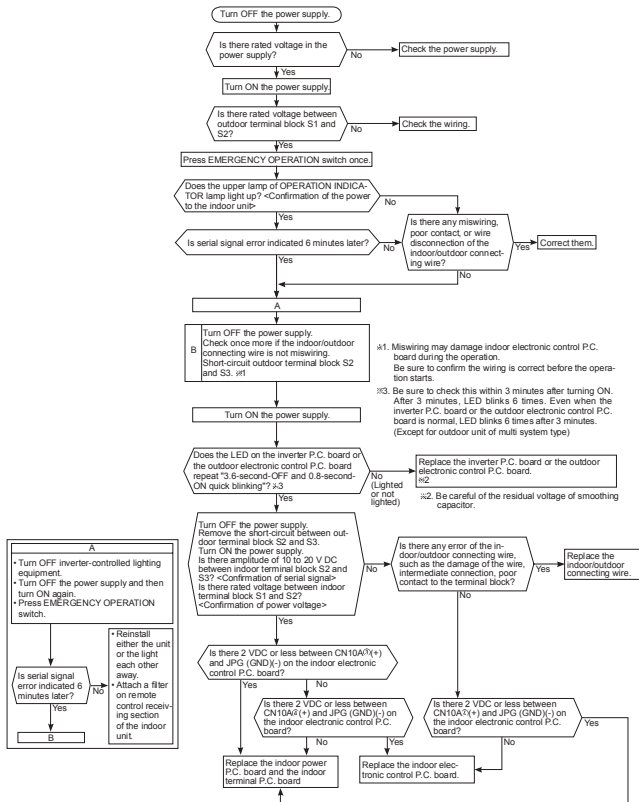 Turn OFF the power supply.
Is there rated voltage in the
power supply?
No
Check the power supply.
Yes
Turn ON the power supply.
Is there rated voltage between
outdoor terminal block S1 and
S2?
No
Check the wiring.
Yes
Press EMERGENCY OPERATION switch once.
Does the upper lamp of OPERATION INDICA-
TOR lamp light up? <Confirmation of the power
to the indoor unit>
No
Yes
Is serial signal error indicated 6 minutes later?
No
Yes
Is there any miswiring,
poor contact, or wire
disconnection of the
indoor/outdoor connect-
ing wire?
Yes
Correct them.
No
A
B
Turn OFF the power supply.
Check once more if the indoor/outdoor
connecting wire is not miswiring.
Short-circuit outdoor terminal block S2
and S3. ※1
※1. Miswiring may damage indoor electronic control P.C.
board during the operation.
Be sure to confirm the wiring is correct before the opera-
tion starts.
※3. Be sure to check this within 3 minutes after turning ON.
After 3 minutes, LED blinks 6 times. Even when the
inverter P.C. board or the outdoor electronic control P.C.
board is normal, LED blinks 6 times after 3 minutes.
(Except for outdoor unit of multi system type)
Turn ON the power supply.
Does the LED on the inverter P.C. board or
the outdoor electronic control P.C. board
repeat "3.6-second-OFF and 0.8-second-
ON quick blinking"? ※3
No
(Lighted
or not
lighted)
Replace the inverter P.C. board or the outdoor
electronic control P.C. board.
※2
※2. Be careful of the residual voltage of smoothing
capacitor.
Yes
Turn OFF the power supply.
Remove the short-circuit between out-
door terminal block S2 and S3.
Turn ON the power supply.
Is there amplitude of 10 to 20 V DC
between indoor terminal block S2 and
S3? <Confirmation of serial signal>
Is there rated voltage between indoor
terminal block S1 and S2?
<Confirmation of power voltage>
No
Yes
Is there any error of the in-
door/outdoor connecting wire,
such as the damage of the wire,
intermediate connection, poor
contact to the terminal block?
Yes
Replace the
indoor/outdoor
connecting wire.
No
A
• Turn OFF inverter-controlled lighting
equipment.
• Turn OFF the power supply and then
turn ON again.
• Press EMERGENCY OPERATION
switch.
Is serial signal
error indicated 6
minutes later?
No
• Reinstall
either the unit
or the light
each other
away.
• Attach a filter
on remote
control receiv-
ing section of
the indoor
unit.
Yes
B
Is there 2 VDC or less between CN10A
(+)
and JPG (GND)(-) on the indoor electronic
control P.C. board?
Yes
No
Is there 2 VDC or less between
CN10A
(+) and JPG (GND)(-) on
the indoor electronic control P.C.
board?
No
Yes
Is there 2 VDC or less between
CN10A
(+) and JPG (GND)(-) on
the indoor electronic control P.C.
board?
No
Yes
Replace the indoor power
P.C. board and the indoor
terminal P.C. board
Replace the indoor elec-
tronic control P.C. board.